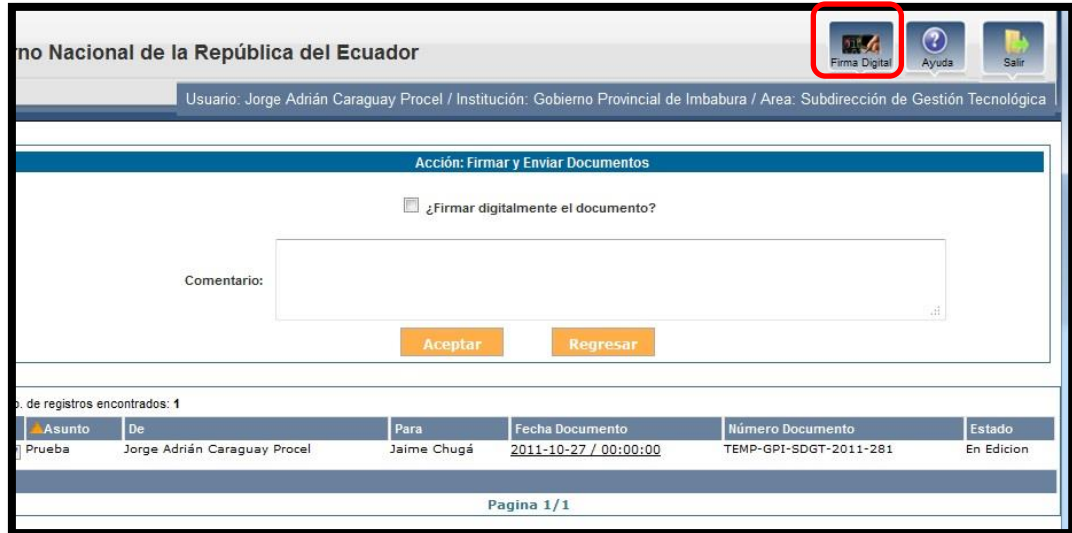 rno Nacional de la República del Ecuador
Firma Digital
Ayuda
Salir
Usuario: Jorge Adrián Caraguay Procel / Institución: Gobierno Provincial de Imbabura / Area: Subdirección de Gestión Tecnológica
Acción: Firmar y Enviar Documentos
¿Firmar digitalmente el documento?
Comentario:
Aceptar Regresar
o. de registros encontrados: 1
Asunto De Para Fecha Documento Número Documento Estado
Prueba Jorge Adrián Caraguay Procel Jaime Chugá 2011-10-27 / 00:00:00 TEMP-GPI-SDGT-2011-281 En Edicion
Pagina 1/1